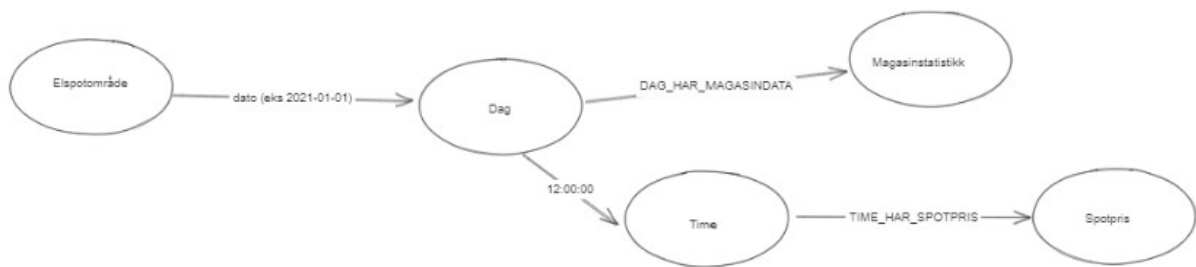 Elspotområde
dato (eks 2021-01-01)
Dag
DAG_HAR_MAGASINDATA
Magasinstatistikk
12:00:00
Time
TIME_HAR_SPOTPRIS
Spotpris